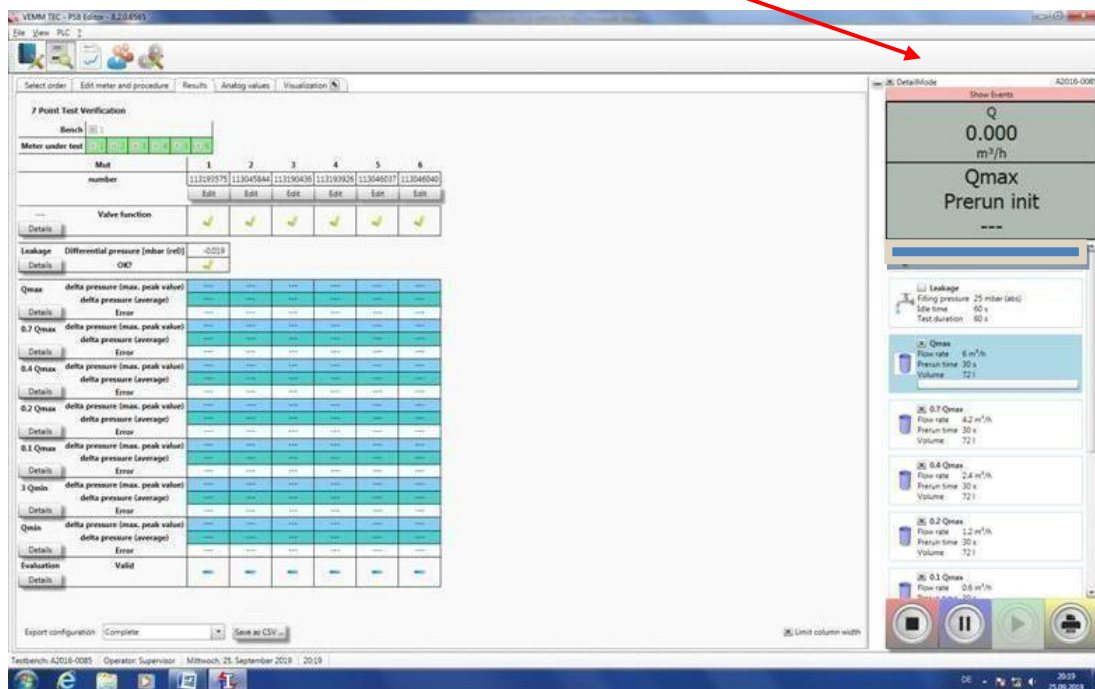 VEMM TEC - PSB Editor - 8.2.0.6565
File View PLC ?
Select order Edit meter and procedure Results Analog values Visualization
7 Point Test Verification
Bench 1
Meter under test 1 2 3 4 5 6
Mut 1 2 3 4 5 6
number 113193575 113045844 113190436 113193926 113046037 113046040
Edit Edit Edit Edit Edit Edit
--- Valve function
Details
Leakage Differential pressure [mbar (rel)] -0,019
Details OK?
Qmax delta pressure (max. peak value) --- --- --- --- --- ---
delta pressure (average) --- --- --- --- --- ---
Details Error --- --- --- --- --- ---
0.7 Qmax delta pressure (max. peak value) --- --- --- --- --- ---
delta pressure (average) --- --- --- --- --- ---
Details Error --- --- --- --- --- ---
0.4 Qmax delta pressure (max. peak value) --- --- --- --- --- ---
delta pressure (average) --- --- --- --- --- ---
Details Error --- --- --- --- --- ---
0.2 Qmax delta pressure (max. peak value) --- --- --- --- --- ---
delta pressure (average) --- --- --- --- --- ---
Details Error --- --- --- --- --- ---
0.1 Qmax delta pressure (max. peak value) --- --- --- --- --- ---
delta pressure (average) --- --- --- --- --- ---
Details Error --- --- --- --- --- ---
3 Qmin delta pressure (max. peak value) --- --- --- --- --- ---
delta pressure (average) --- --- --- --- --- ---
Details Error --- --- --- --- --- ---
Qmin delta pressure (max. peak value) --- --- --- --- --- ---
delta pressure (average) --- --- --- --- --- ---
Details Error --- --- --- --- --- ---
Evaluation Valid
Details
Export configuration Complete Save as CSV ...
Limit column width
DetailMode A2016-0085
Show Events
Q
0.000
m³/h
Qmax
Prerun init
---
Leakage
Filling pressure 25 mbar (abs)
Idle time 60 s
Test duration 60 s
Qmax
Flow rate 6 m³/h
Prerun time 30 s
Volume 72 l
0.7 Qmax
Flow rate 4.2 m³/h
Prerun time 30 s
Volume 72 l
0.4 Qmax
Flow rate 2.4 m³/h
Prerun time 30 s
Volume 72 l
0.2 Qmax
Flow rate 1.2 m³/h
Prerun time 30 s
Volume 72 l
0.1 Qmax
Flow rate 0.6 m³/h
Prerun time 30 s
Testbench: A2016-0085 Operator: Supervisor Mittwoch, 25. September 2019 20:19
DE 20:19
25.09.2019